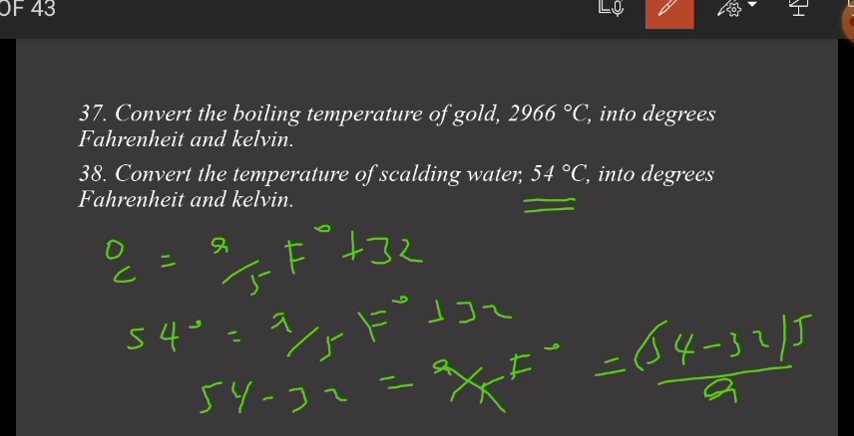 OF 43
37. Convert the boiling temperature of gold, 2966 °C, into degrees
Fahrenheit and kelvin.
38. Convert the temperature of scalding water, 54 °C, into degrees
Fahrenheit and kelvin.
°C = 9/5 F° + 32
54° = 9/5 F° + 32
54 - 32 = 9/5 F° = (54-32)5
9